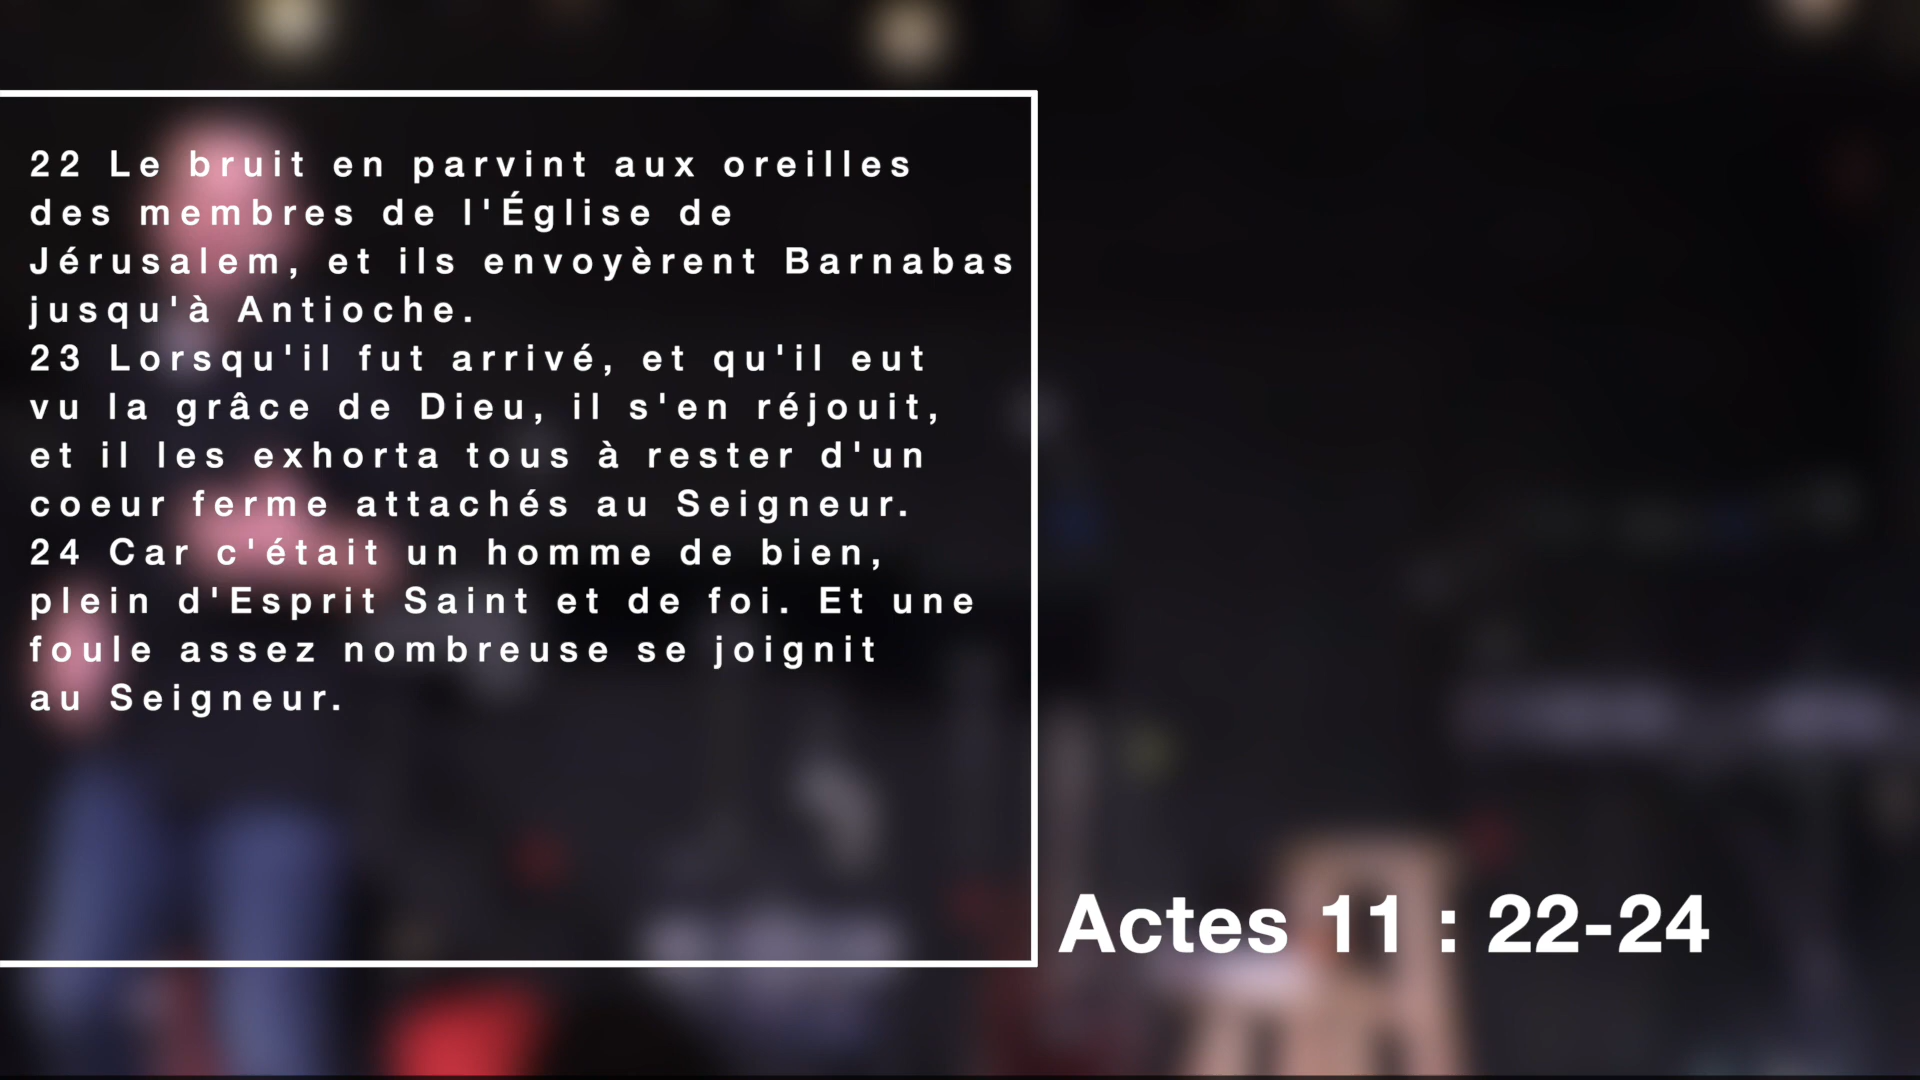 22 Le bruit en parvint aux oreilles
des membres de l'Église de
Jérusalem, et ils envoyèrent Barnabas
jusqu'à Antioche.
23 Lorsqu'il fut arrivé, et qu'il eut
vu la grâce de Dieu, il s'en réjouit,
et il les exhorta tous à rester d'un
coeur ferme attachés au Seigneur.
24 Car c'était un homme de bien,
plein d'Esprit Saint et de foi. Et une
foule assez nombreuse se joignit
au Seigneur.
Actes 11 : 22-24